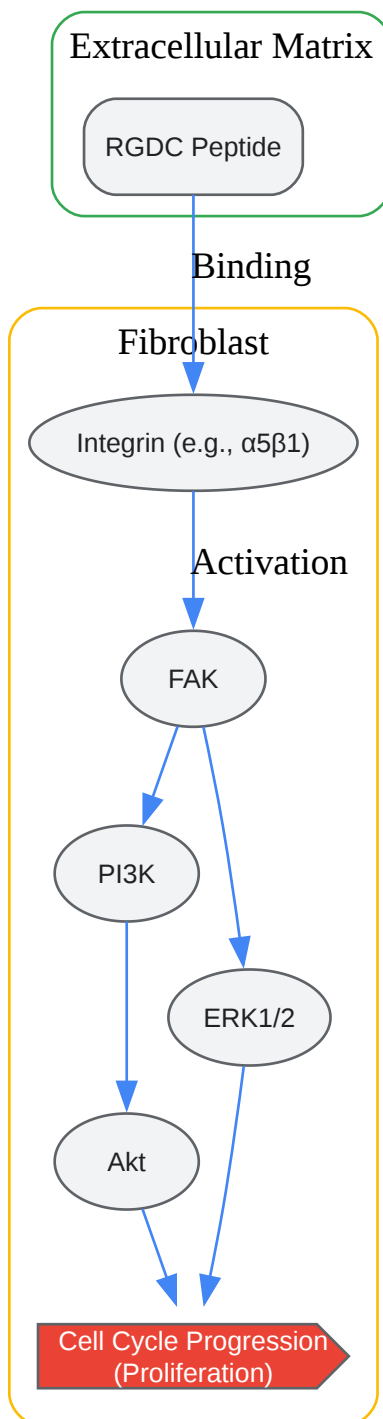 Extracellular Matrix
RGDC Peptide
Binding
Fibroblast
Integrin (e.g., α5β1)
Activation
FAK
PI3K
ERK1/2
Akt
Cell Cycle Progression
(Proliferation)